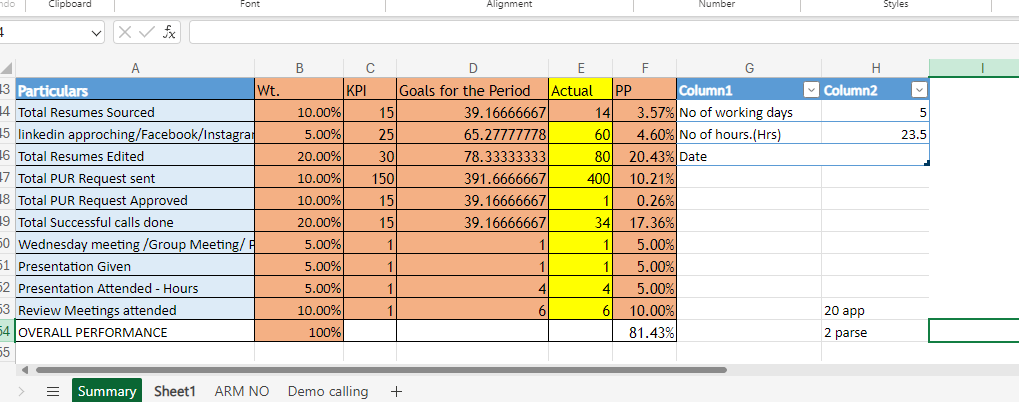 ndo Clipboard Font Alignment Number Styles
4 fx
A B C D E F G H I
43 Particulars Wt. KPI Goals for the Period Actual PP Column1 Column2
44 Total Resumes Sourced 10.00% 15 39.16666667 14 3.57% No of working days 5
45 linkedin approching/Facebook/Instagrar 5.00% 25 65.27777778 60 4.60% No of hours.(Hrs) 23.5
46 Total Resumes Edited 20.00% 30 78.33333333 80 20.43% Date
47 Total PUR Request sent 10.00% 150 391.6666667 400 10.21%
48 Total PUR Request Approved 10.00% 15 39.16666667 1 0.26%
49 Total Successful calls done 20.00% 15 39.16666667 34 17.36%
50 Wednesday meeting /Group Meeting/ P 5.00% 1 1 1 5.00%
51 Presentation Given 5.00% 1 1 1 5.00%
52 Presentation Attended - Hours 5.00% 1 4 4 5.00%
53 Review Meetings attended 10.00% 1 6 6 10.00% 20 app
54 OVERALL PERFORMANCE 100% 81.43% 2 parse
55
Summary Sheet1 ARM NO Demo calling +